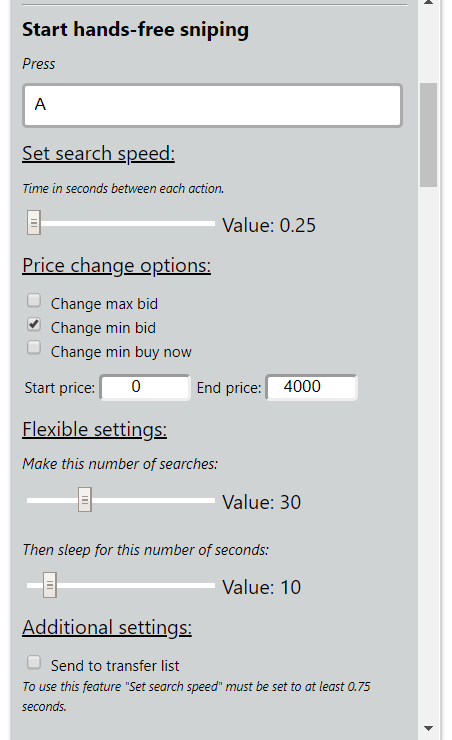 Start hands-free sniping
Press
A
Set search speed:
Time in seconds between each action.
Value: 0.25
Price change options:
Change max bid
Change min bid
Change min buy now
Start price: 0 End price: 4000
Flexible settings:
Make this number of searches:
Value: 30
Then sleep for this number of seconds:
Value: 10
Additional settings:
Send to transfer list
To use this feature "Set search speed" must be set to at least 0.75
seconds.